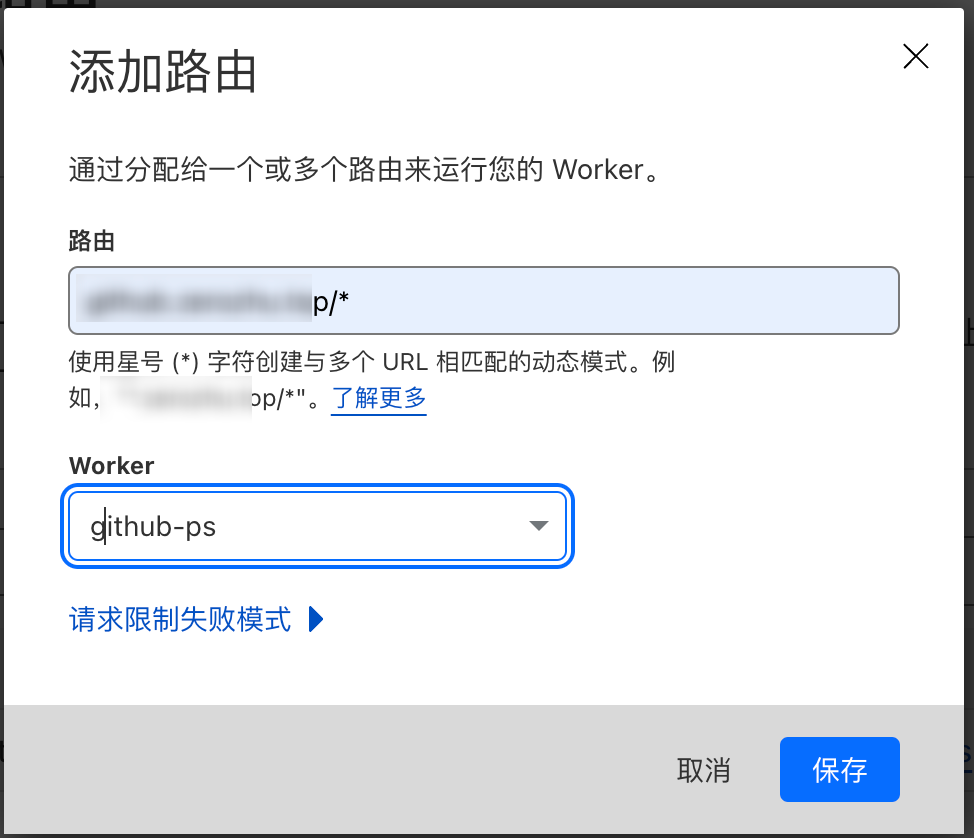 添加路由
通过分配给一个或多个路由来运行您的 Worker。
路由
p/*
使用星号 (*) 字符创建与多个 URL 相匹配的动态模式。例
如, op/*"。了解更多
Worker
github-ps
请求限制失败模式
取消
保存